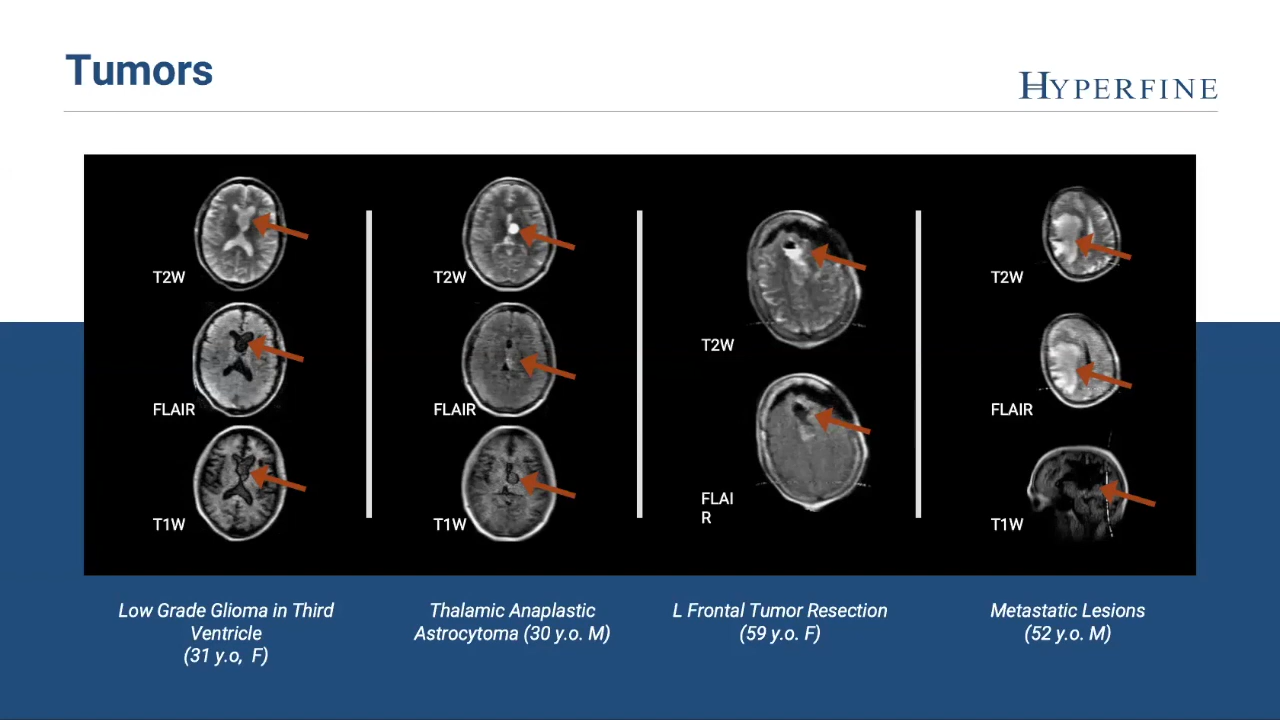 Tumors
HYPERFINE
T2W
FLAIR
T1W
T2W
FLAIR
T1W
T2W
FLAI
R
T2W
FLAIR
T1W
Low Grade Glioma in Third
Ventricle
(31 y.o, F)
Thalamic Anaplastic
Astrocytoma (30 y.o. M)
L Frontal Tumor Resection
(59 y.o. F)
Metastatic Lesions
(52 y.o. M)